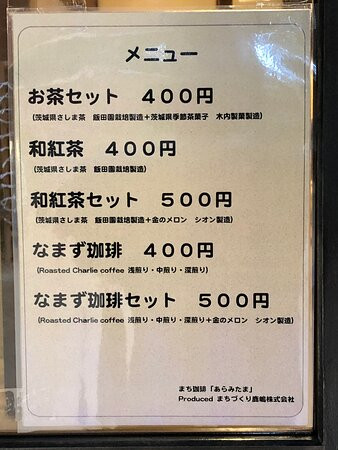 メニュー
お茶セット 400円
(茨城県さしま茶 飯田園栽培製造+茨城県季節茶菓子 木内製菓製造)
和紅茶 400円
(茨城県さしま茶 飯田園栽培製造)
和紅茶セット 500円
(茨城県さしま茶 飯田園栽培製造+金のメロン シオン製造)
なまず珈琲 400円
(Roasted Charlie coffee 浅煎り・中煎り・深煎り)
なまず珈琲セット 500円
(Roasted Charlie coffee 浅煎り・中煎り・深煎り+金のメロン シオン製造)
まち珈琲「あらみたま」
Produced まちづくり鹿嶋株式会社